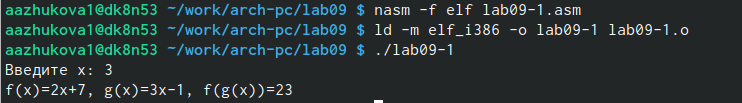 aazhukova1@dk8n53 ~/work/arch-pc/lab09 $ nasm -f elf lab09-1.asm
aazhukova1@dk8n53 ~/work/arch-pc/lab09 $ ld -m elf_i386 -o lab09-1 lab09-1.o
aazhukova1@dk8n53 ~/work/arch-pc/lab09 $ ./lab09-1
Введите x: 3
f(x)=2x+7, g(x)=3x-1, f(g(x))=23